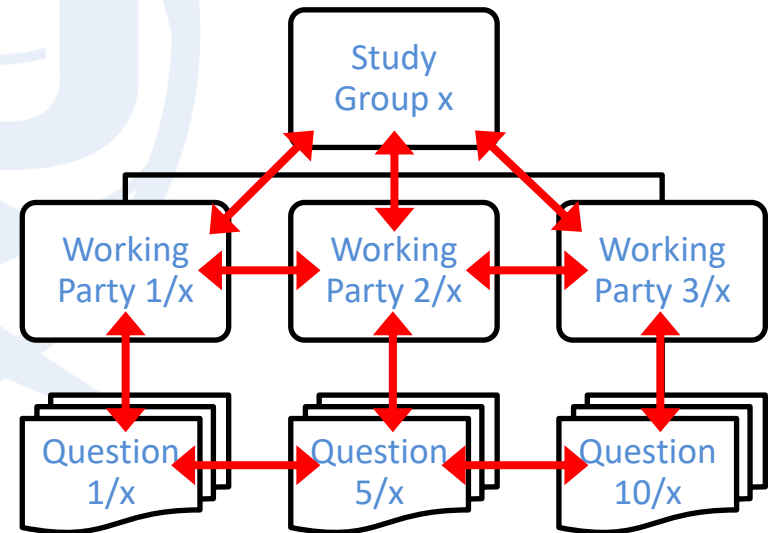 Study
Group x
Working
Party 1/x
Working
Party 2/x
Working
Party 3/x
Question
1/x
Question
5/x
Question
10/x